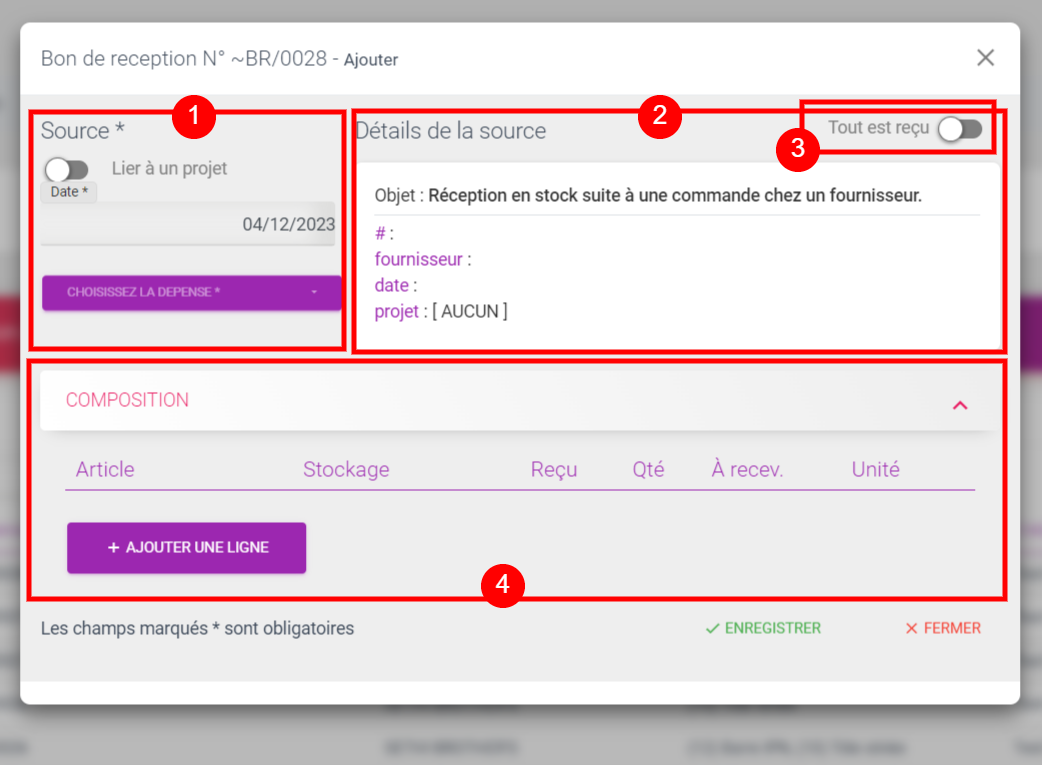 Bon de reception N° ~BR/0028 - Ajouter
1
Source *
Lier à un projet
Date *
04/12/2023
CHOISISSEZ LA DEPENSE *
2
Détails de la source
3
Tout est reçu
Objet : Réception en stock suite à une commande chez un fournisseur.
# :
fournisseur :
date :
projet : [ AUCUN ]
COMPOSITION
Article Stockage Reçu Qté À recev. Unité
+ AJOUTER UNE LIGNE
4
Les champs marqués * sont obligatoires
ENREGISTRER
FERMER